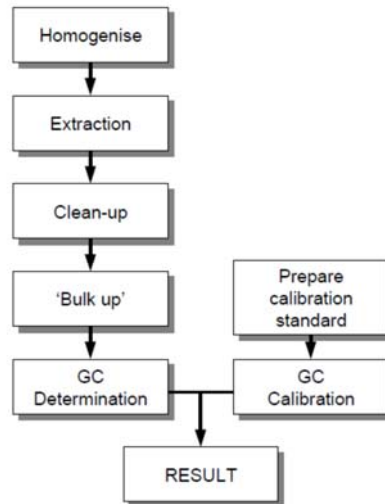 Homogenise
Extraction
Clean-up
‘Bulk up’
Prepare
calibration
standard
GC
Determination
GC
Calibration
RESULT